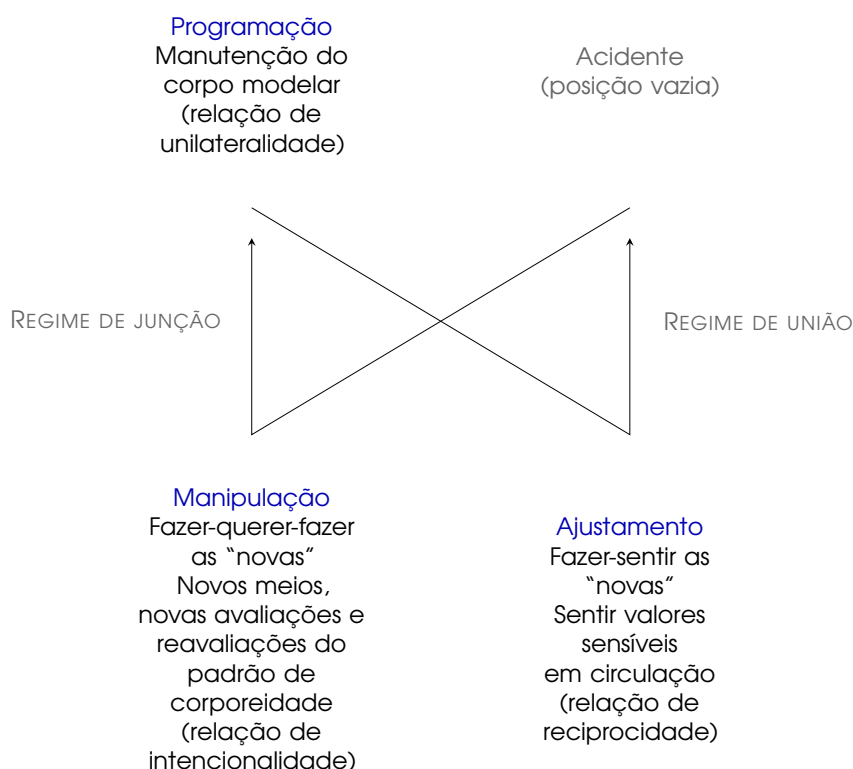 Programação
Manutenção do
corpo modelar
(relação de
unilateralidade)
Acidente
(posição vazia)
REGIME DE JUNÇÃO
REGIME DE UNIÃO
Manipulação
Fazer-querer-fazer
as “novas”
Novos meios,
novas avaliações e
reavaliações do
padrão de
corporeidade
(relação de
intencionalidade)
Ajustamento
Fazer-sentir as
“novas”
Sentir valores
sensíveis
em circulação
(relação de
reciprocidade)